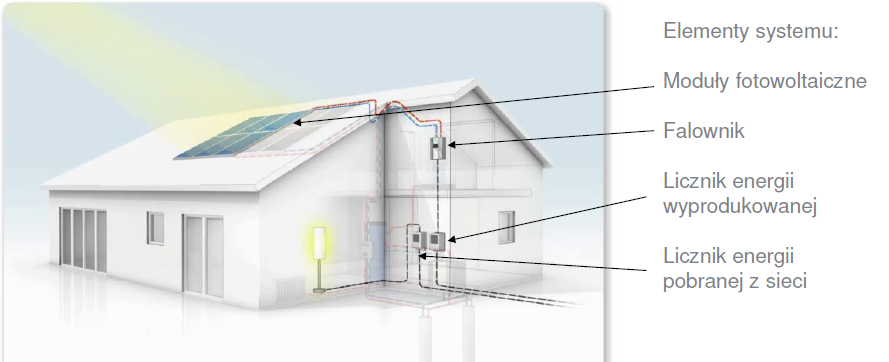 Elementy systemu:
Moduły fotowoltaiczne
Falownik
Licznik energii
wyprodukowanej
Licznik energii
pobranej z sieci